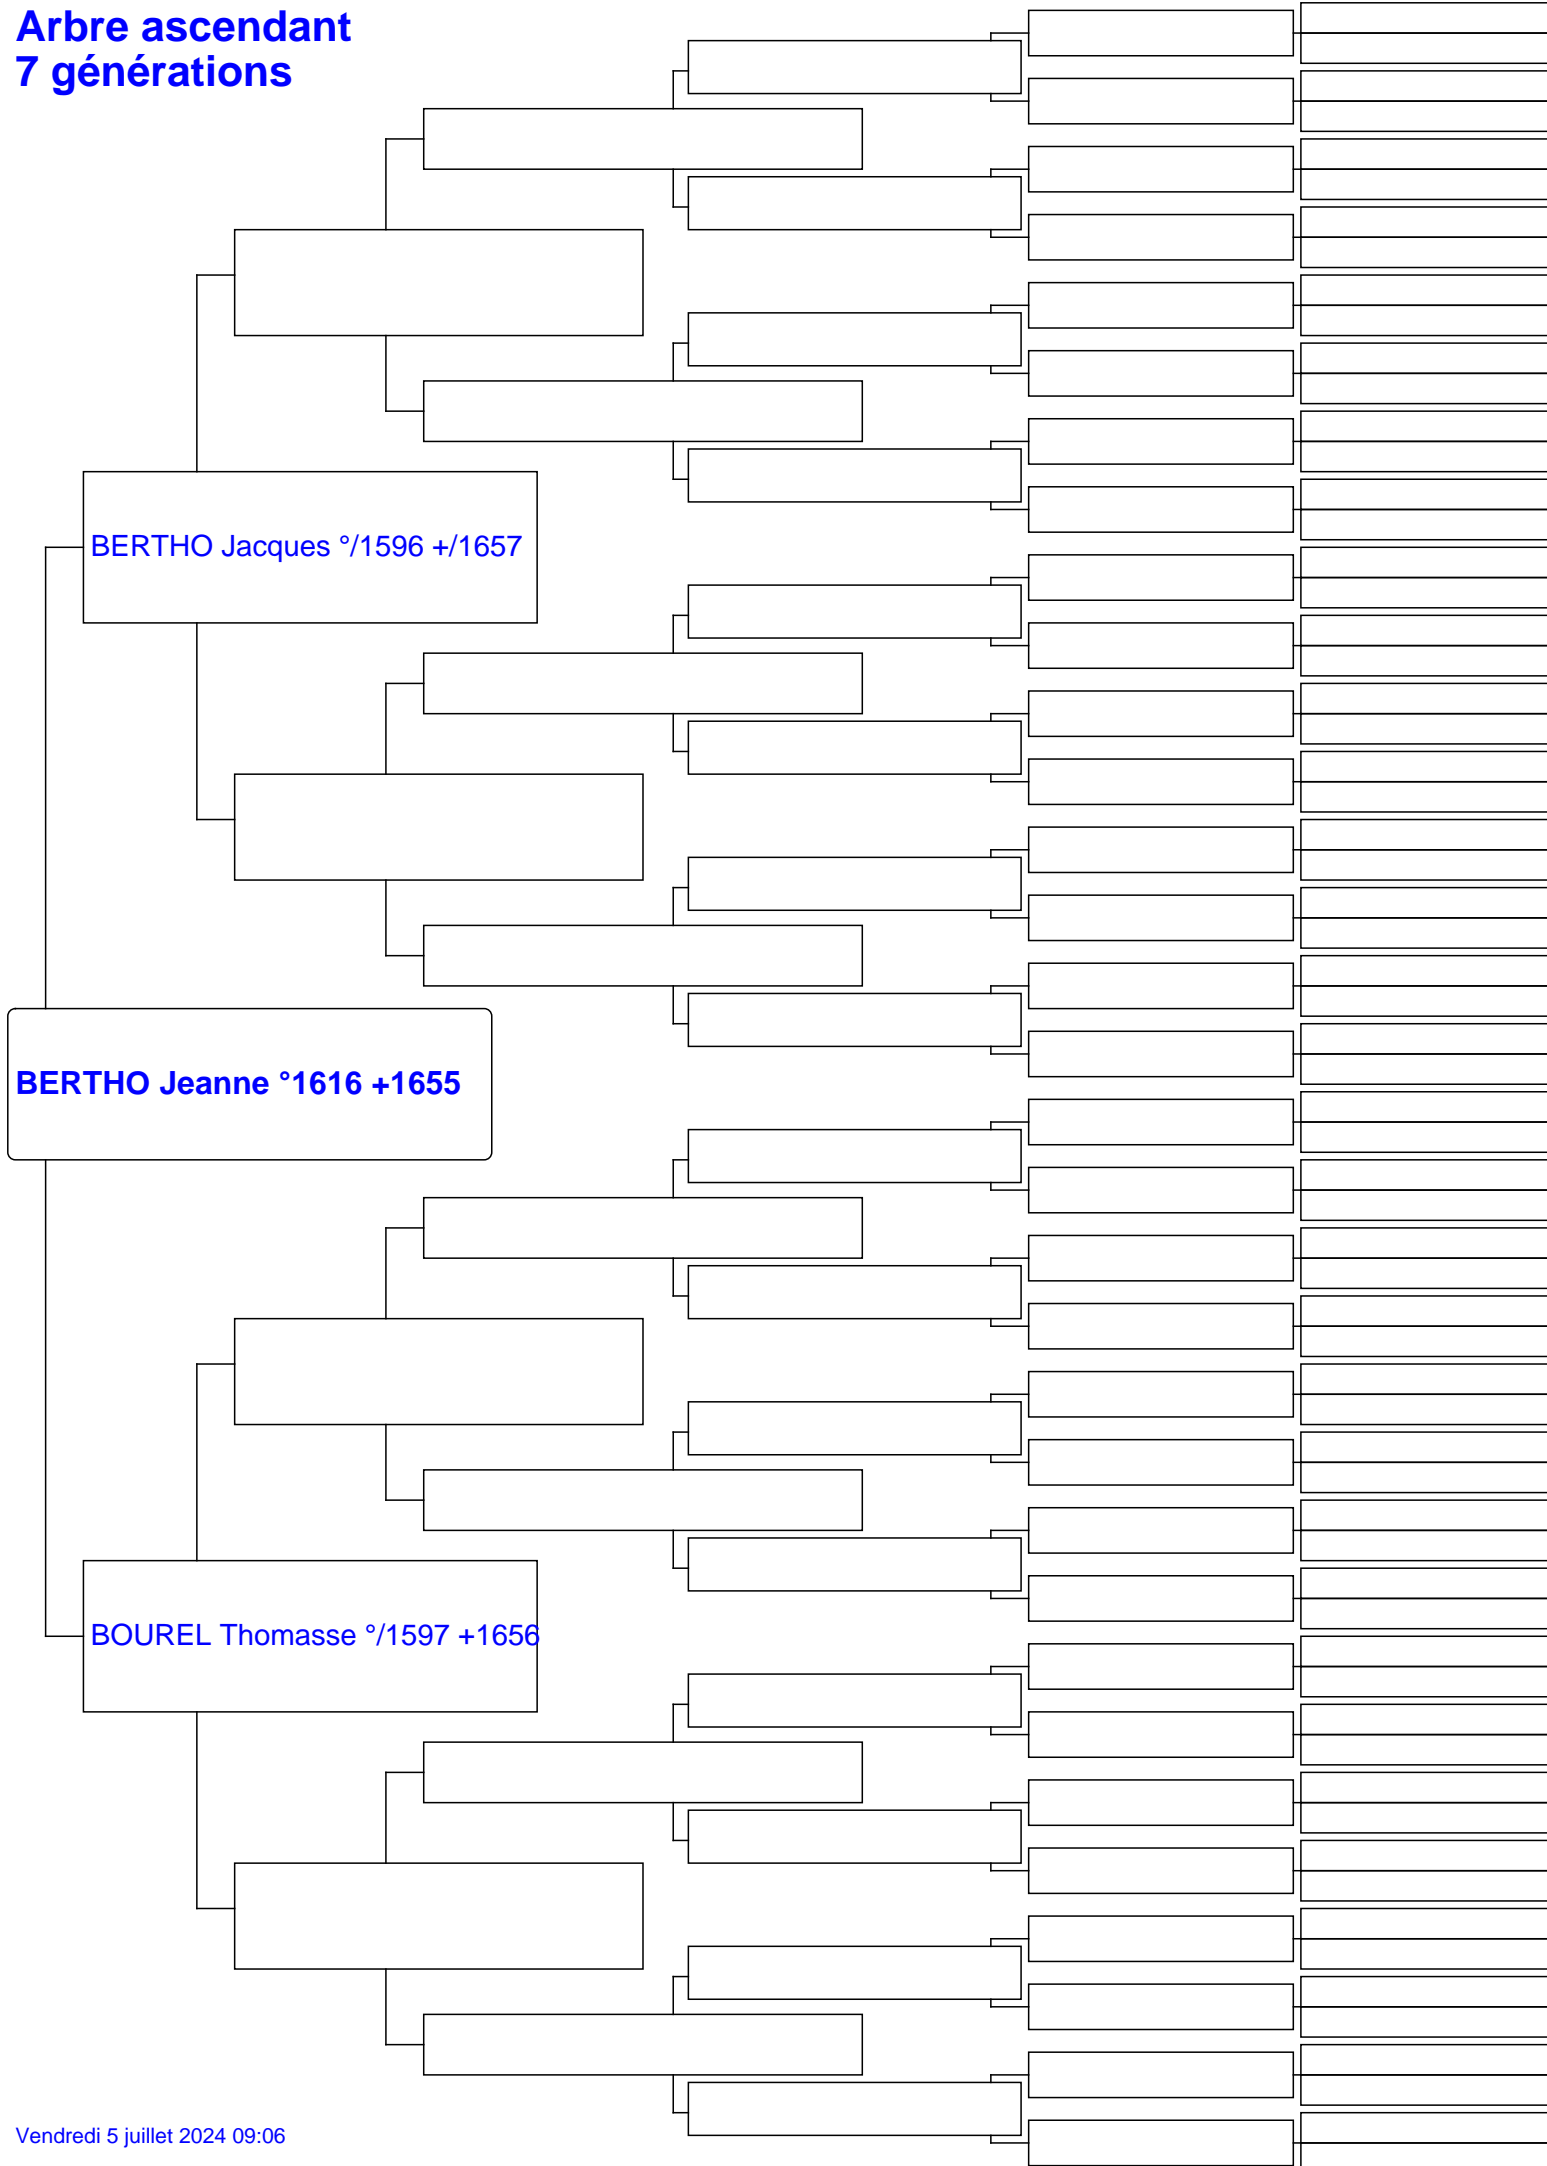 Arbre ascendant
7 générations
BERTHO Jacques °/1596 +/1657
BERTHO Jeanne °1616 +1655
BOUREL Thomasse °/1597 +1656
Vendredi 5 juillet 2024 09:06